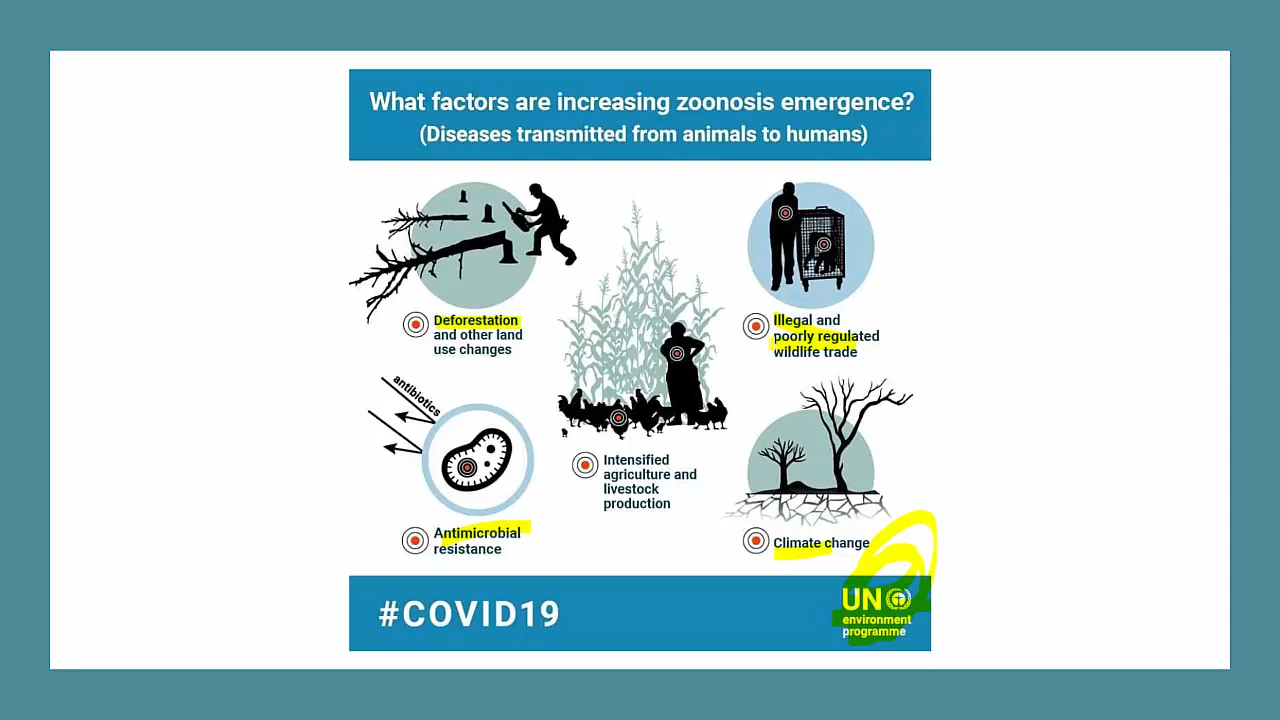 What factors are increasing zoonosis emergence?
(Diseases transmitted from animals to humans)
Deforestation
and other land
use changes
Illegal and
poorly regulated
wildlife trade
antibiotics
Intensified
agriculture and
livestock
production
Antimicrobial
resistance
Climate change
#COVID19
UN
environment
programme